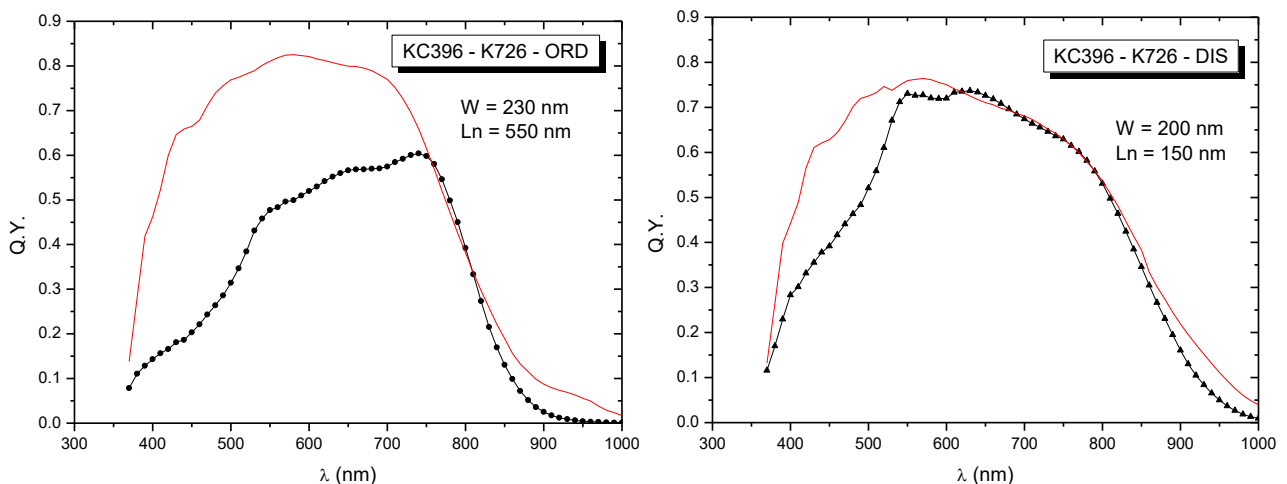 KC396 - K726 - ORD
W = 230 nm
Ln = 550 nm
Q.Y.
0.9
0.8
0.7
0.6
0.5
0.4
0.3
0.2
0.1
0.0
300 400 500 600 700 800 900 1000
λ (nm)
KC396 - K726 - DIS
W = 200 nm
Ln = 150 nm
Q.Y.
0.9
0.8
0.7
0.6
0.5
0.4
0.3
0.2
0.1
0.0
300 400 500 600 700 800 900 1000
λ (nm)